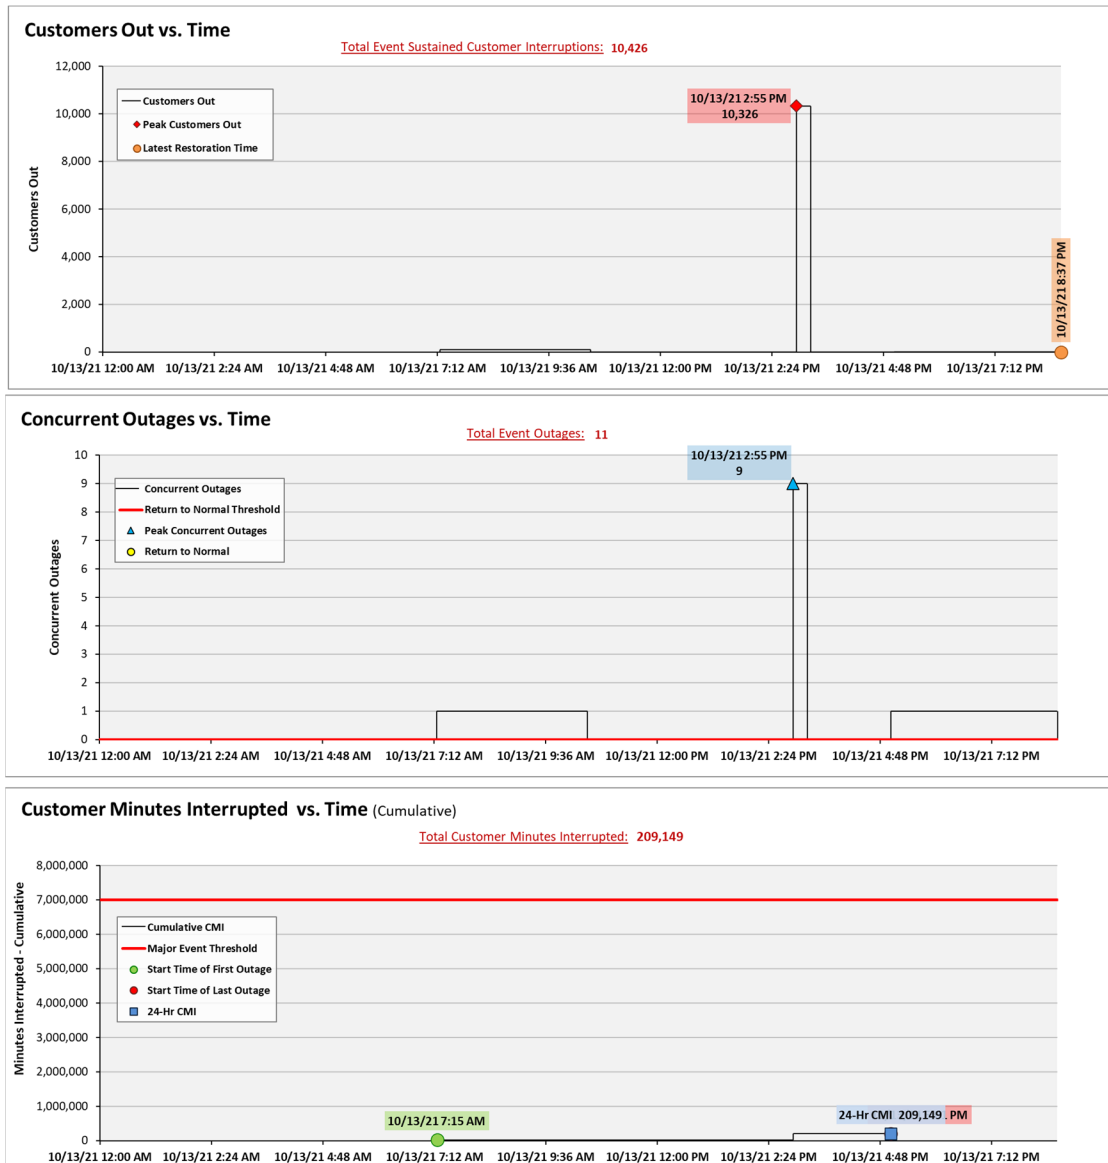 Customers Out vs. Time
Total Event Sustained Customer Interruptions: 10,426
12,000
10,000
8,000
6,000
4,000
2,000
0
Customers Out
Customers Out
Peak Customers Out
Latest Restoration Time
10/13/21 2:55 PM
10,326
10/13/21 8:37 PM
10/13/21 12:00 AM 10/13/21 2:24 AM 10/13/21 4:48 AM 10/13/21 7:12 AM 10/13/21 9:36 AM 10/13/21 12:00 PM 10/13/21 2:24 PM 10/13/21 4:48 PM 10/13/21 7:12 PM
Concurrent Outages vs. Time
Total Event Outages: 11
10
9
8
7
6
5
4
3
2
1
0
Concurrent Outages
Concurrent Outages
Return to Normal Threshold
Peak Concurrent Outages
Return to Normal
10/13/21 2:55 PM
9
10/13/21 12:00 AM 10/13/21 2:24 AM 10/13/21 4:48 AM 10/13/21 7:12 AM 10/13/21 9:36 AM 10/13/21 12:00 PM 10/13/21 2:24 PM 10/13/21 4:48 PM 10/13/21 7:12 PM
Customer Minutes Interrupted vs. Time (Cumulative)
Total Customer Minutes Interrupted: 209,149
8,000,000
7,000,000
6,000,000
5,000,000
4,000,000
3,000,000
2,000,000
1,000,000
0
Minutes Interrupted - Cumulative
Cumulative CMI
Major Event Threshold
Start Time of First Outage
Start Time of Last Outage
24-Hr CMI
10/13/21 7:15 AM
24-Hr CMI 209,149 PM
10/13/21 12:00 AM 10/13/21 2:24 AM 10/13/21 4:48 AM 10/13/21 7:12 AM 10/13/21 9:36 AM 10/13/21 12:00 PM 10/13/21 2:24 PM 10/13/21 4:48 PM 10/13/21 7:12 PM